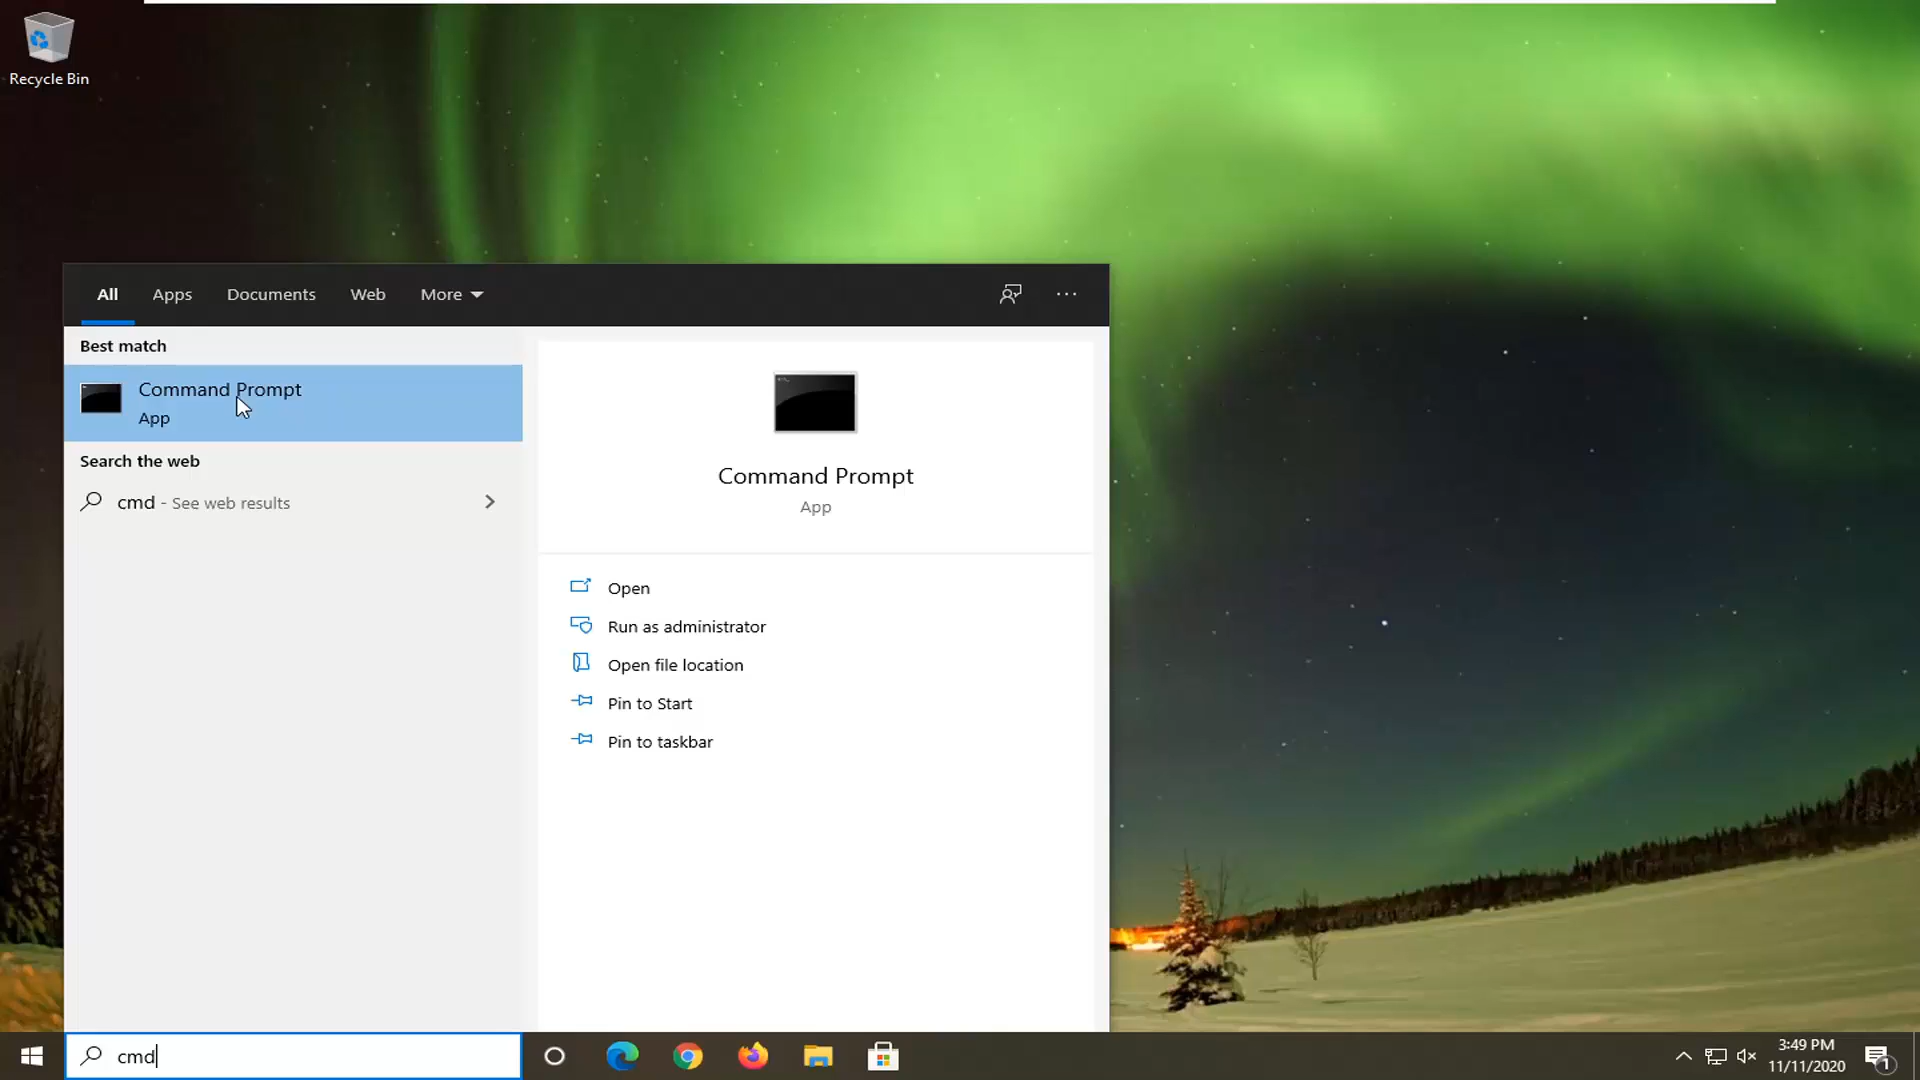 Recycle Bin
All Apps Documents Web More
Best match
Command Prompt
App
Search the web
cmd - See web results
Command Prompt
App
Open
Run as administrator
Open file location
Pin to Start
Pin to taskbar
cmd
3:49 PM
11/11/2020
1